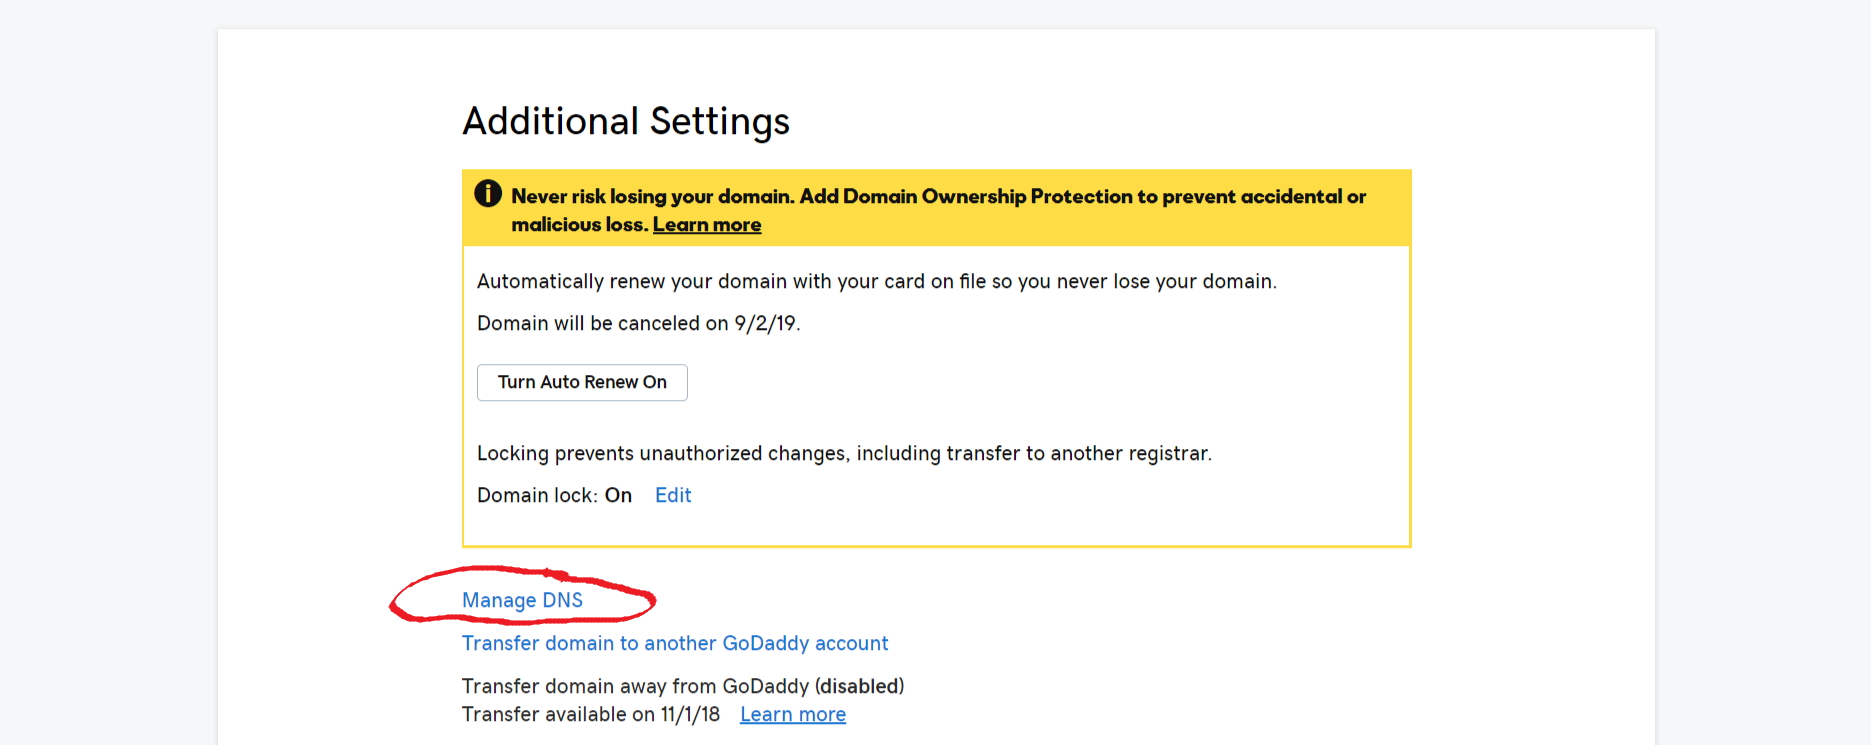 Additional Settings
Never risk losing your domain. Add Domain Ownership Protection to prevent accidental or
malicious loss. Learn more
Automatically renew your domain with your card on file so you never lose your domain.
Domain will be canceled on 9/2/19.
Turn Auto Renew On
Locking prevents unauthorized changes, including transfer to another registrar.
Domain lock: On Edit
Manage DNS
Transfer domain to another GoDaddy account
Transfer domain away from GoDaddy (disabled)
Transfer available on 11/1/18 Learn more